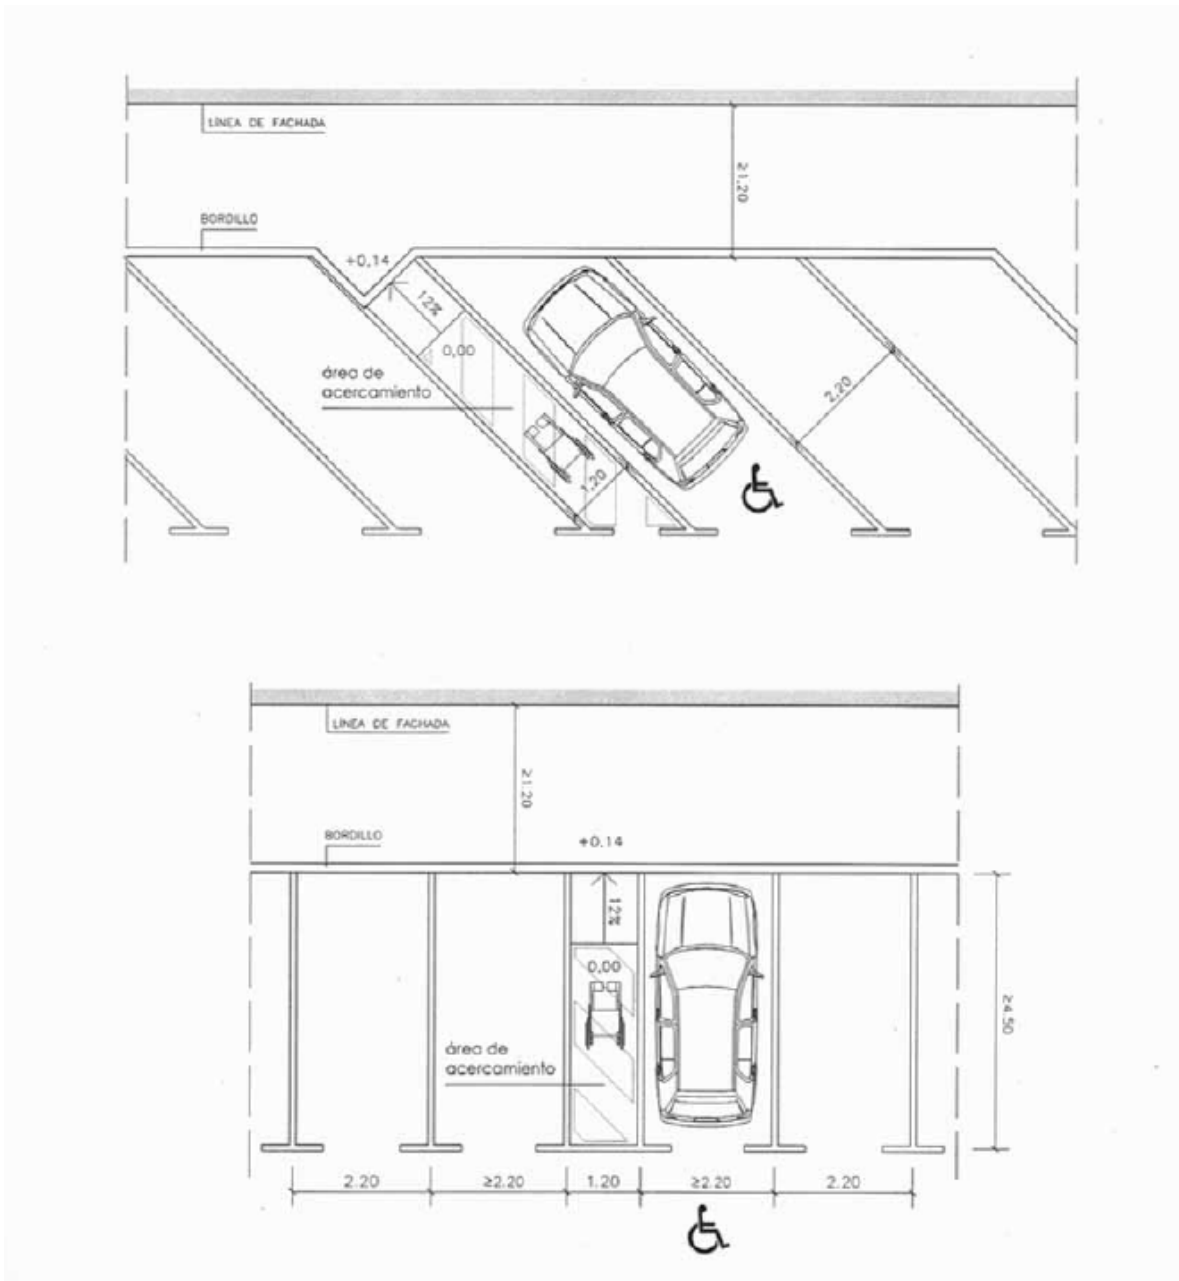 LÍNEA DE FACHADA
≥1.20
BORDILLO
+0.14
12%
0,00
área de
acercamiento
2.20
1.20
LÍNEA DE FACHADA
≥1.20
BORDILLO
+0.14
12%
0,00
≥4.50
área de
acercamiento
2.20
≥2.20
1.20
≥2.20
2.20